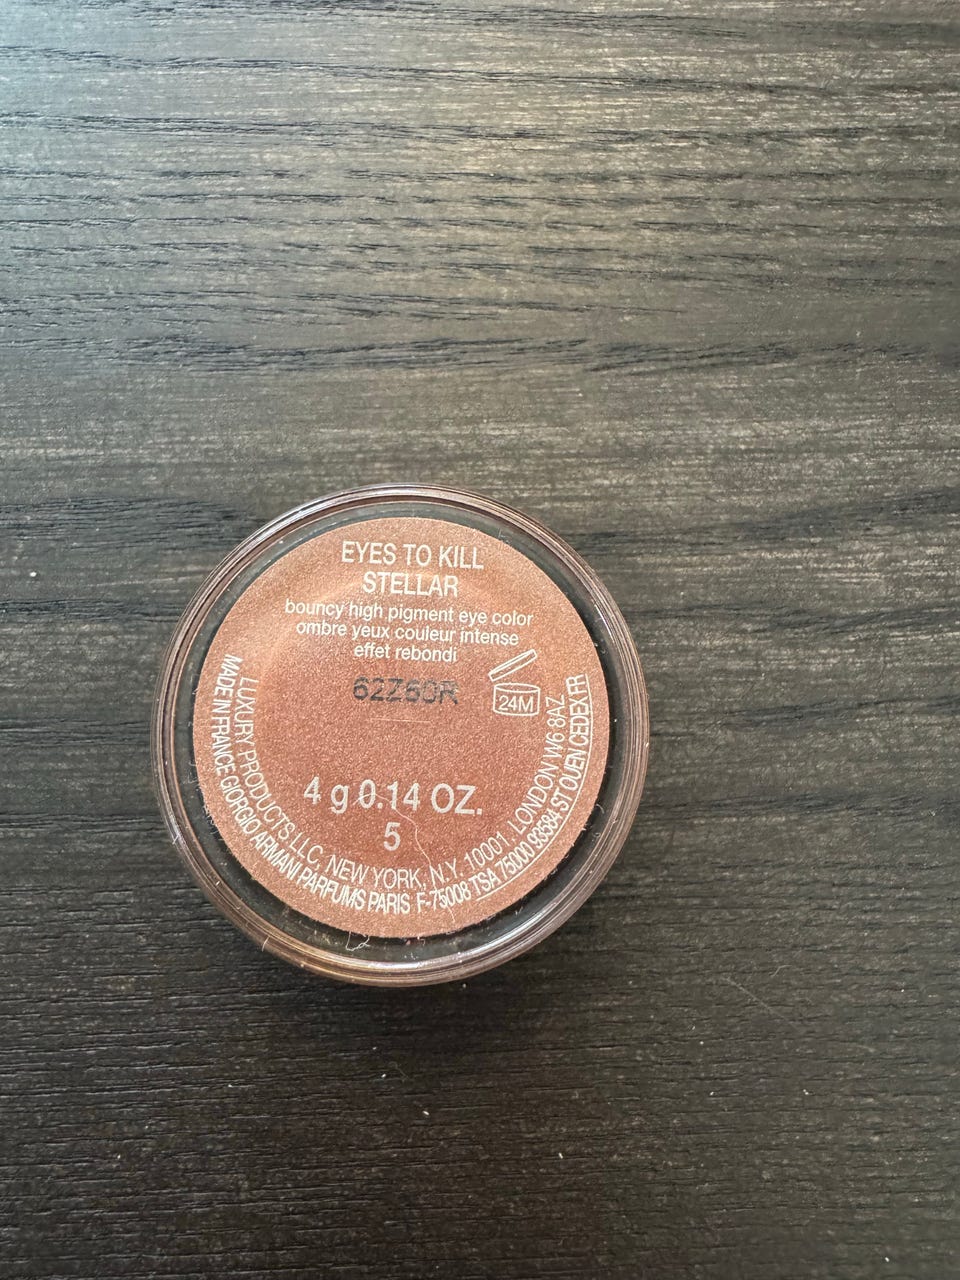 EYES TO KILL
STELLAR
bouncy high pigment eye color
ombre yeux couleur intense
effet rebondi
62Z60R
24M
4 g 0.14 OZ.
5
LUXURY PRODUCTS LLC, NEW YORK, N.Y. 10001, LONDON W6 8AZ
MADE IN FRANCE GIORGIO ARMANI PARFUMS PARIS F-75008 TSA 75000 93584 ST OUEN CEDEX FR